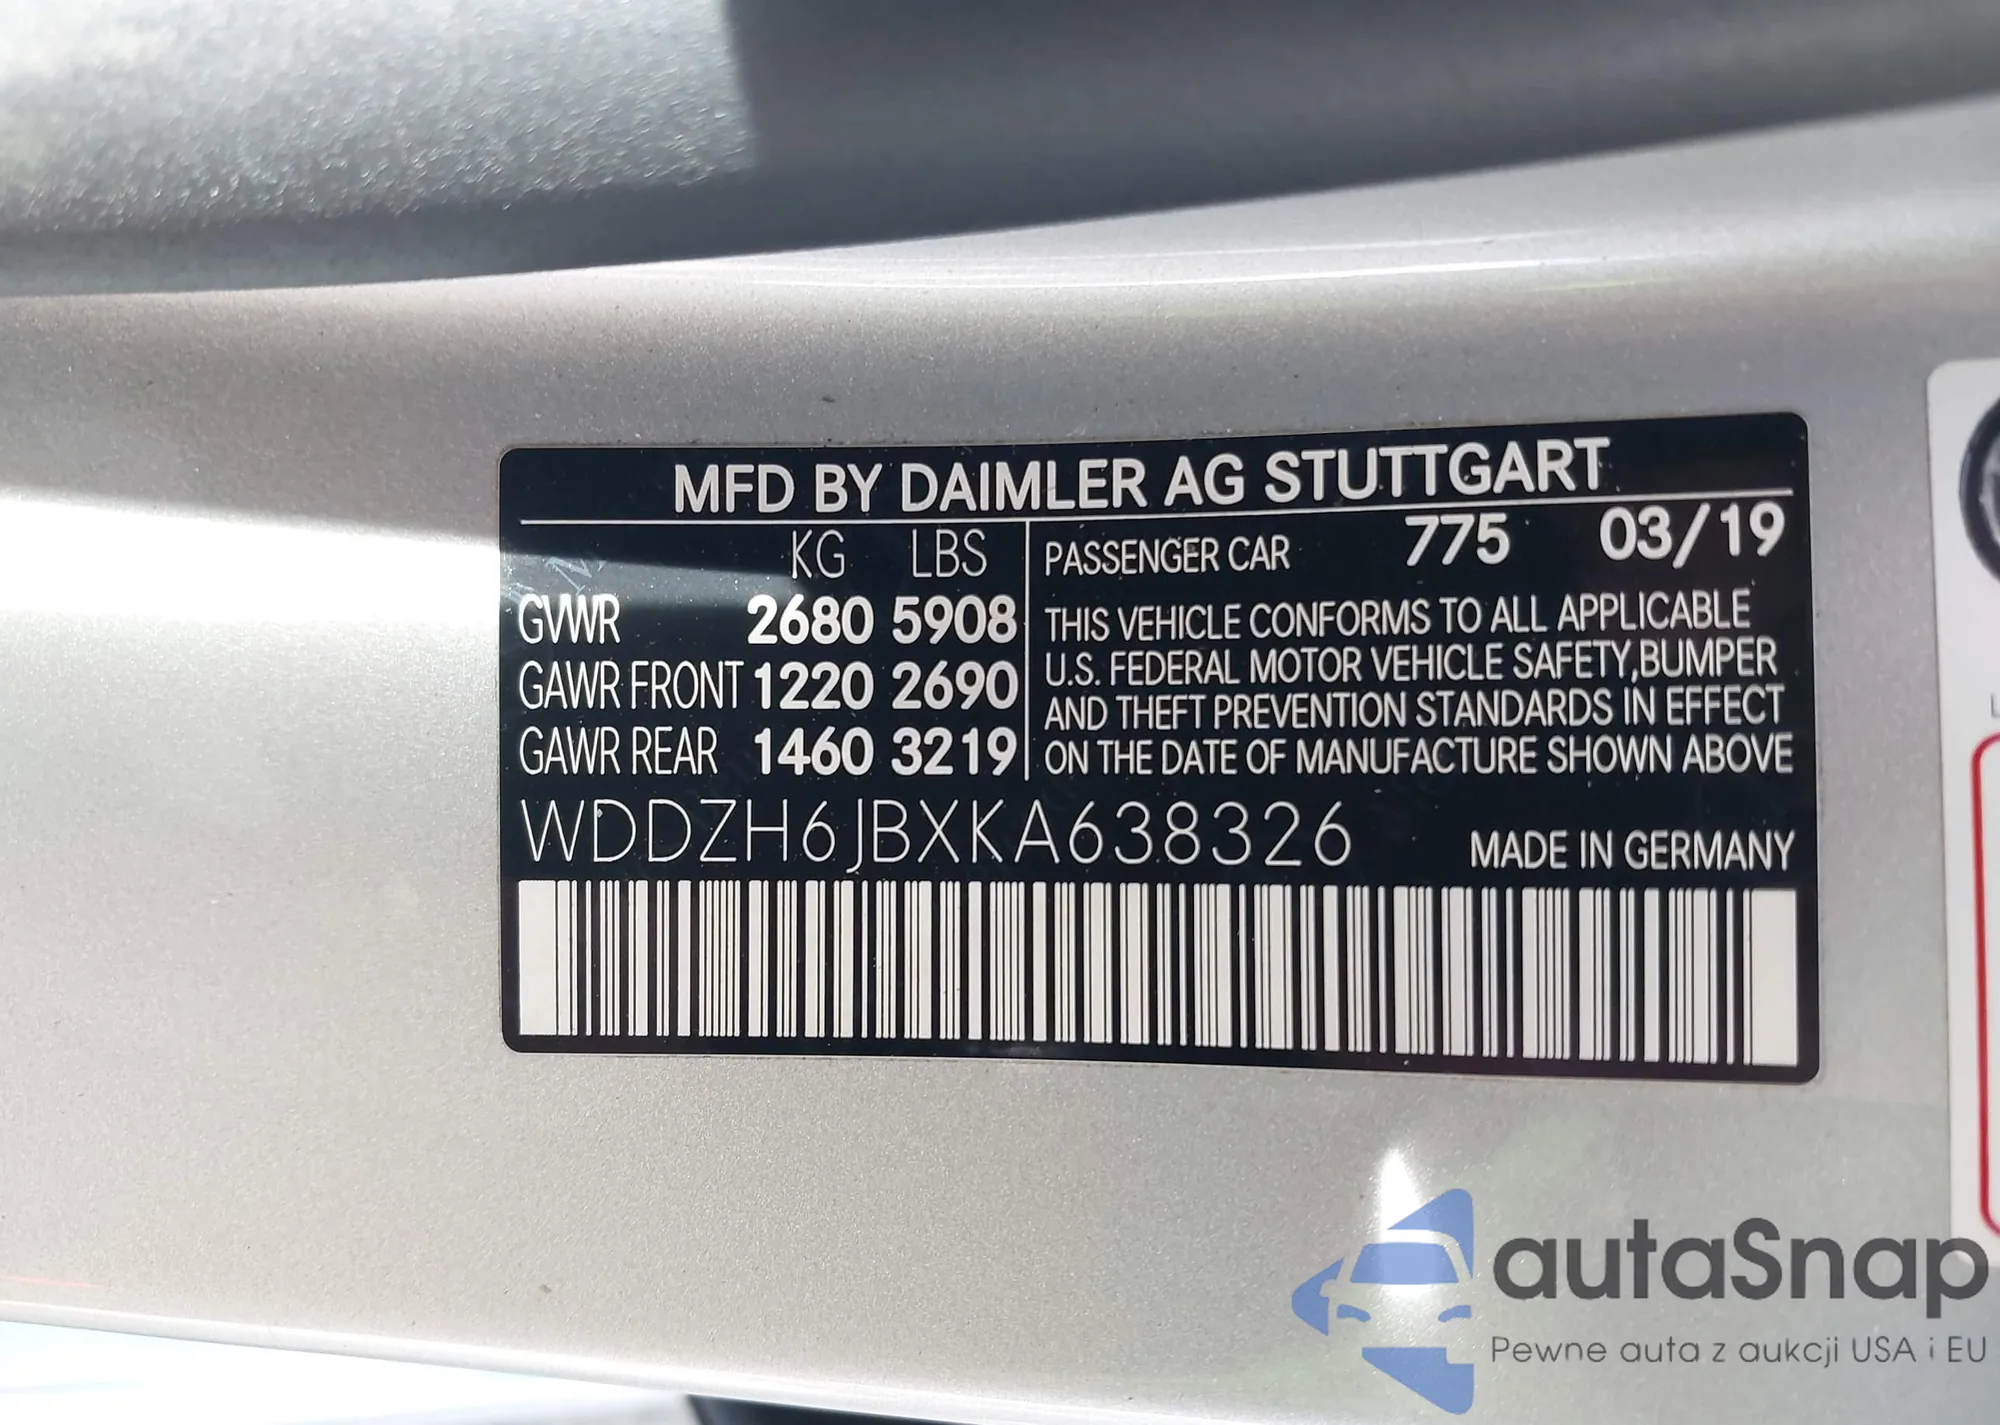 MFD BY DAIMLER AG STUTTGART
KG LBS
PASSENGER CAR 775 03/19
GVWR 2680 5908
GAWR FRONT 1220 2690
GAWR REAR 1460 3219
THIS VEHICLE CONFORMS TO ALL APPLICABLE
U.S. FEDERAL MOTOR VEHICLE SAFETY,BUMPER
AND THEFT PREVENTION STANDARDS IN EFFECT
ON THE DATE OF MANUFACTURE SHOWN ABOVE
WDDZH6JBXKA638326
MADE IN GERMANY
autaSnap
Pewne auta z aukcji USA i EU